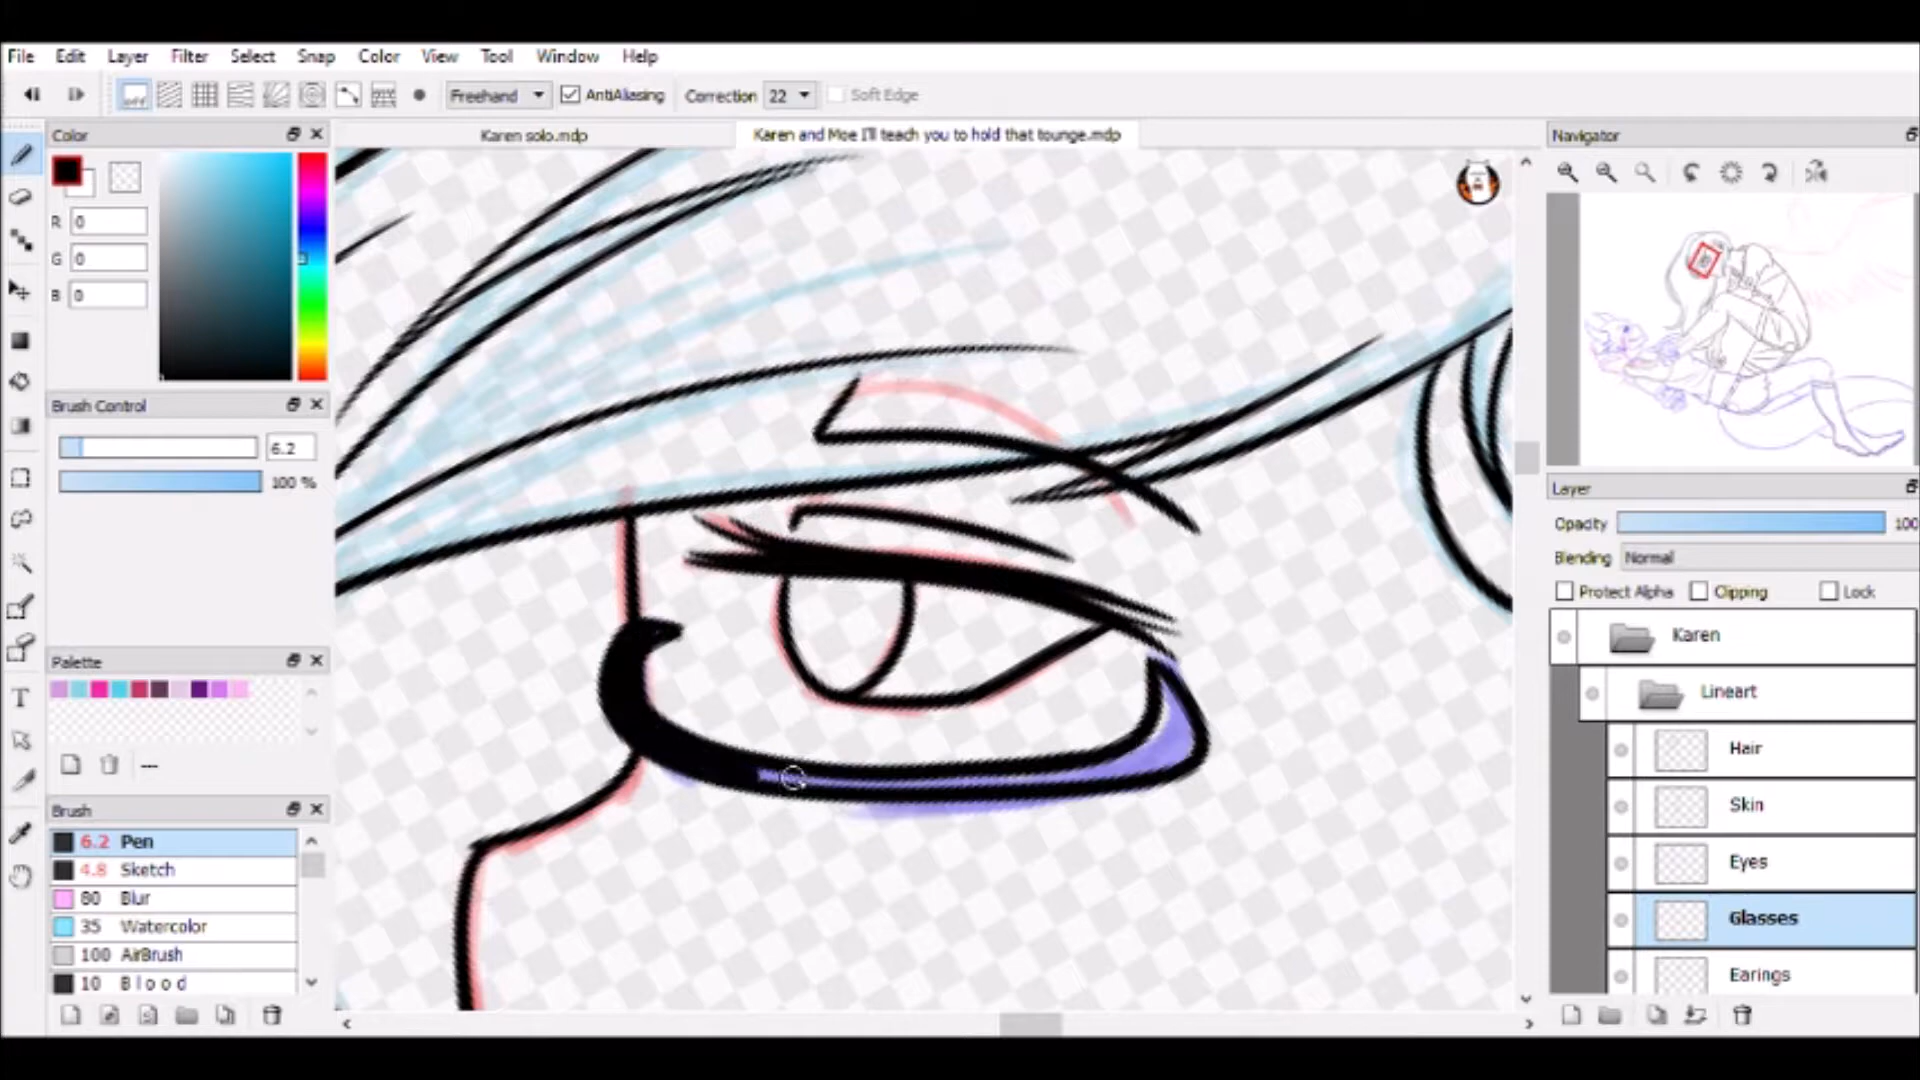 File Edit Layer Filter Select Snap Color View Tool Window Help
off Freehand AntiAliasing Correction 22 Soft Edge
Color
Karen solo.mdp
Karen and Moe I'll teach you to hold that tounge.mdp
Navigator
R 0
G 0
B 0
Brush Control
6.2
100 %
Layer
Opacity 100
Blending Normal
Protect Alpha Clipping Lock
Karen
Lineart
Hair
Skin
Eyes
Glasses
Earings
Palette
--
Brush
6.2 Pen
4.8 Sketch
80 Blur
35 Watercolor
100 AirBrush
10 B l o o d
T